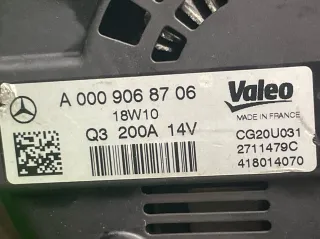 A 000 906 87 06
18W10
Q3 200A 14V
Valeo
MADE IN FRANCE
CG20U031
2711479C
418014070